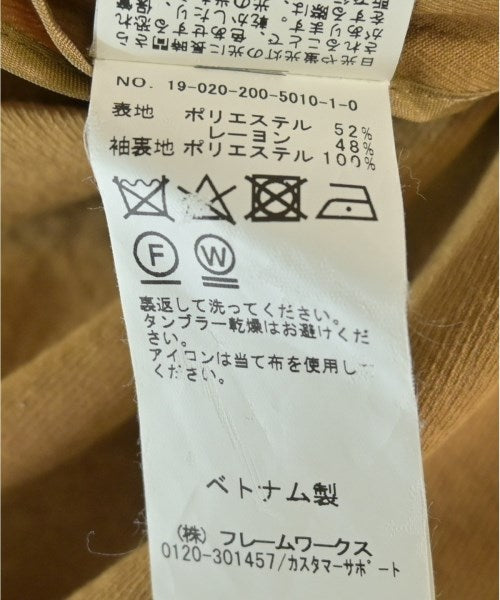 NO. 19-020-200-5010-1-0
表地 ポリエステル 52%
レーヨン 48%
袖裏地 ポリエステル 100%
F W
裏返して洗ってください。
タンブラー乾燥はお避けくだ
さい。
アイロンは当て布を使用して
ください。
ベトナム製
(株) フレームワークス
0120-301457/カスタマーサポート